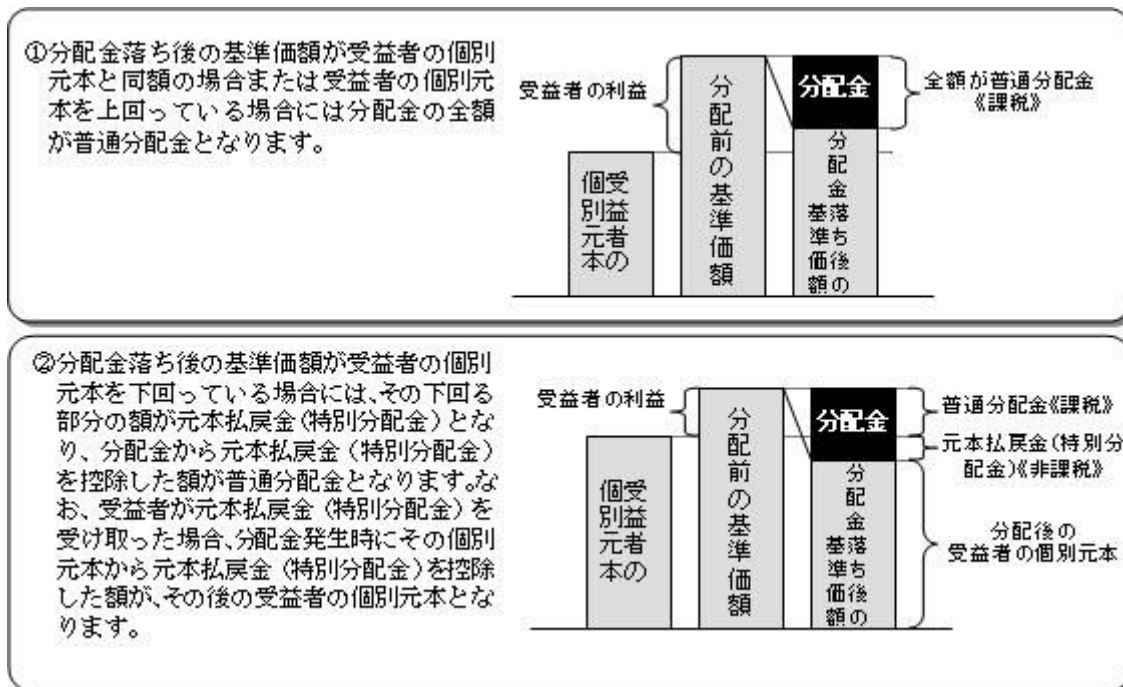 ①分配金落ち後の基準価額が受益者の個別
元本と同額の場合または受益者の個別元
本を上回っている場合には分配金の全額
が普通分配金となります。
受益者の利益
受益者の
個別元本
分配前の基準価額
分配金
分配金落ち後の
基準価額
全額が普通分配金
《課税》
②分配金落ち後の基準価額が受益者の個別
元本を下回っている場合には、その下回る
部分の額が元本払戻金(特別分配金)とな
り、分配金から元本払戻金(特別分配金)
を控除した額が普通分配金となります。な
お、受益者が元本払戻金(特別分配金)を
受け取った場合、分配金発生時にその個別
元本から元本払戻金(特別分配金)を控除
した額が、その後の受益者の個別元本とな
ります。
受益者の利益
受益者の
個別元本
分配前の基準価額
分配金
分配金落ち後の
基準価額
普通分配金《課税》
元本払戻金(特別分
配金)《非課税》
分配後の
受益者の個別元本